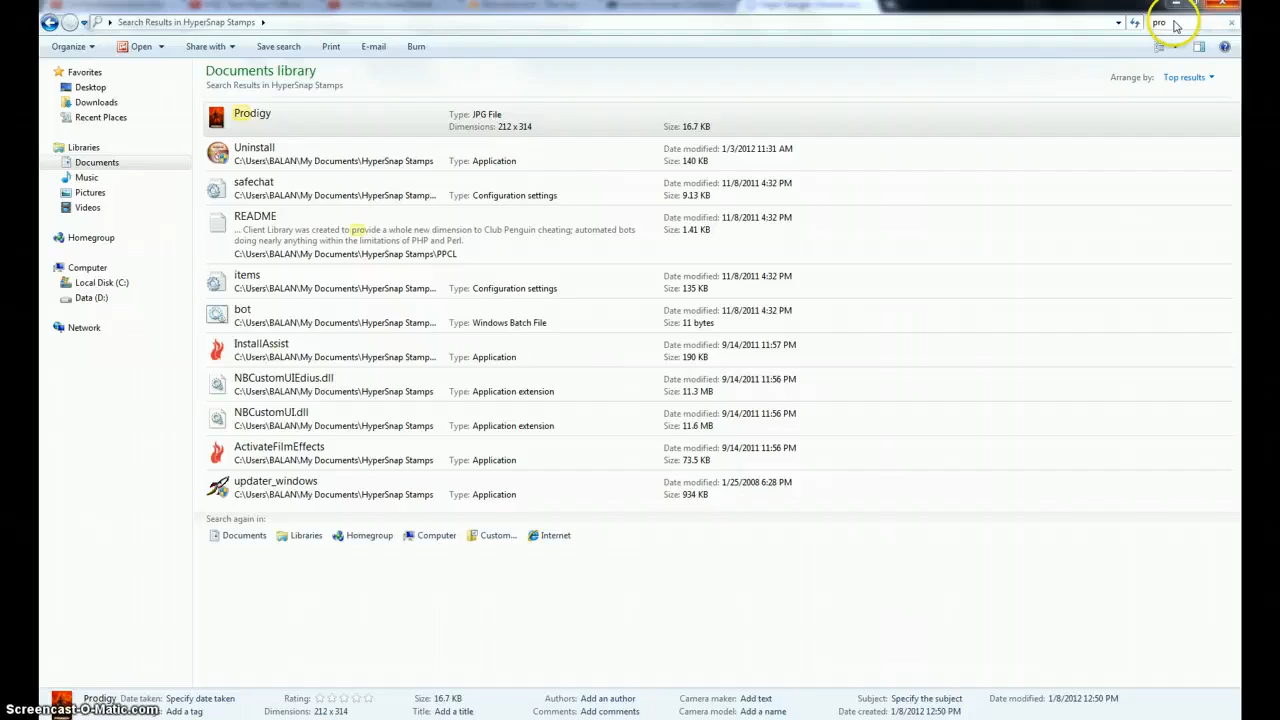 Search Results in HyperSnap Stamps
pro
Organize Open Share with Save search Print E-mail Burn
Favorites
Desktop
Downloads
Recent Places
Libraries
Documents
Music
Pictures
Videos
Homegroup
Computer
Local Disk (C:)
Data (D:)
Network
Documents library
Search Results in HyperSnap Stamps
Arrange by: Top results
Prodigy
Type: JPG File
Dimensions: 212 x 314
Size: 16.7 KB
Uninstall
C:\Users\BALAN\My Documents\HyperSnap Stamps
Type: Application
Date modified: 1/3/2012 11:31 AM
Size: 140 KB
safechat
C:\Users\BALAN\My Documents\HyperSnap Stamp...
Type: Configuration settings
Date modified: 11/8/2011 4:32 PM
Size: 9.13 KB
README
... Client Library was created to provide a whole new dimension to Club Penguin cheating; automated bots
doing nearly anything within the limitations of PHP and Perl.
C:\Users\BALAN\My Documents\HyperSnap Stamps\PPCL
Date modified: 11/8/2011 4:32 PM
Size: 1.41 KB
items
C:\Users\BALAN\My Documents\HyperSnap Stamp...
Type: Configuration settings
Date modified: 11/8/2011 4:32 PM
Size: 135 KB
bot
C:\Users\BALAN\My Documents\HyperSnap Stamp...
Type: Windows Batch File
Date modified: 11/8/2011 4:32 PM
Size: 11 bytes
InstallAssist
C:\Users\BALAN\My Documents\HyperSnap Stamp...
Type: Application
Date modified: 9/14/2011 11:57 PM
Size: 190 KB
NBCustomUIEdius.dll
C:\Users\BALAN\My Documents\HyperSnap Stamps
Type: Application extension
Date modified: 9/14/2011 11:56 PM
Size: 11.3 MB
NBCustomUI.dll
C:\Users\BALAN\My Documents\HyperSnap Stamps
Type: Application extension
Date modified: 9/14/2011 11:56 PM
Size: 11.6 MB
ActivateFilmEffects
C:\Users\BALAN\My Documents\HyperSnap Stamps
Type: Application
Date modified: 9/14/2011 11:56 PM
Size: 73.5 KB
updater_windows
C:\Users\BALAN\My Documents\HyperSnap Stamps
Type: Application
Date modified: 1/25/2008 6:28 PM
Size: 934 KB
Search again in:
Documents Libraries Homegroup Computer Custom... Internet
Prodigy Date taken: Specify date taken Rating: Size: 16.7 KB Authors: Add an author Camera maker: Add text Subject: Specify the subject Date modified: 1/8/2012 12:50 PM
Add a tag Dimensions: 212 x 314 Title: Add a title Comments: Add comments Camera model: Add a name Date created: 1/8/2012 12:50 PM
Screencast-O-Matic.com